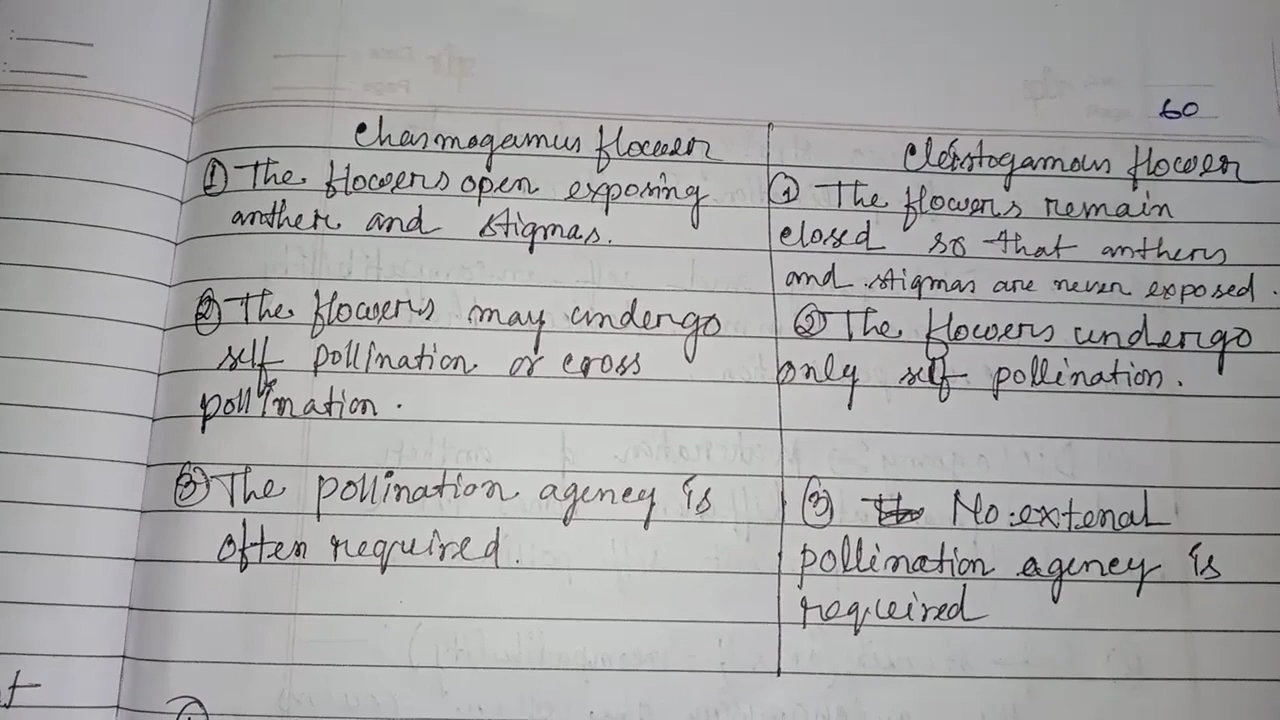 60
Chasmogamus flower
① The flowers open exposing
anther and stigmas.
② The flowers may undergo
self pollination or cross
pollination.
③ The pollination agency is
often required.
Cleistogamous flower
① The flowers remain
closed so that anthers
and stigmas are never exposed.
② The flowers undergo
only self pollination.
③ No extenal
pollination agency is
required